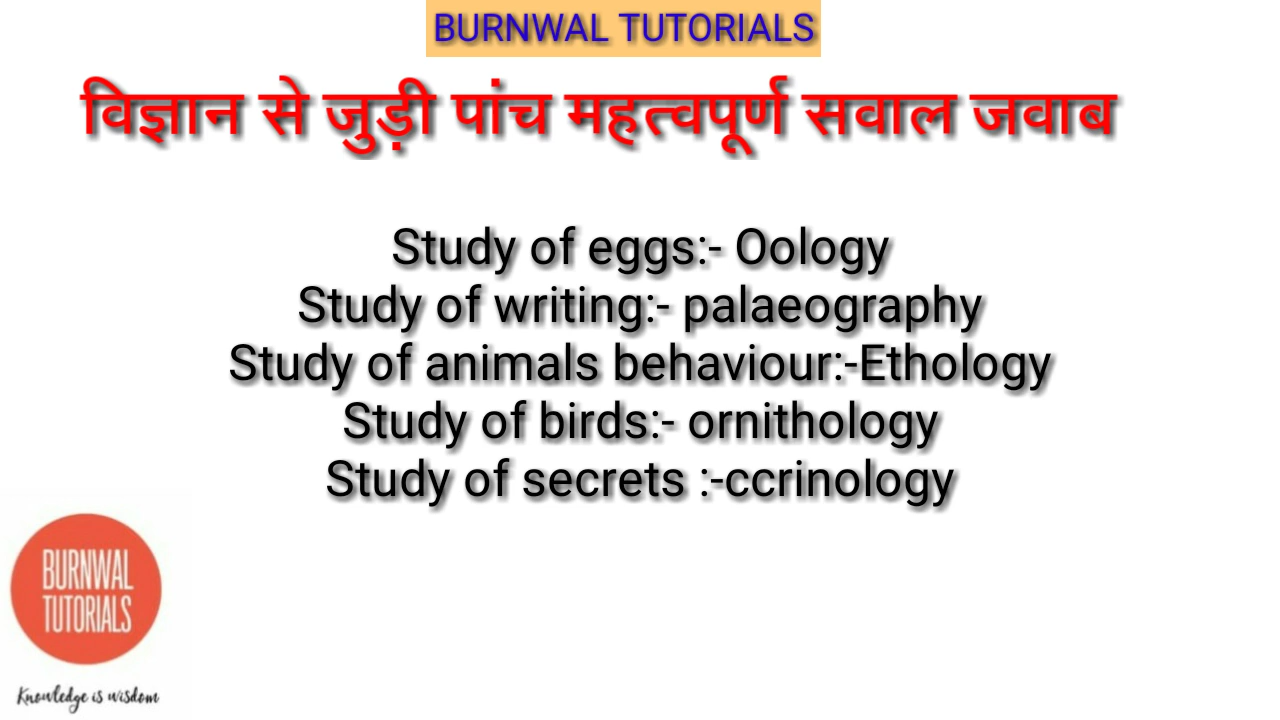 BURNWAL TUTORIALS
विज्ञान से जुड़ी पांच महत्वपूर्ण सवाल जवाब
Study of eggs:- Oology
Study of writing:- palaeography
Study of animals behaviour:-Ethology
Study of birds:- ornithology
Study of secrets :-ccrinology
BURNWAL
TUTORIALS
Knowledge is wisdom